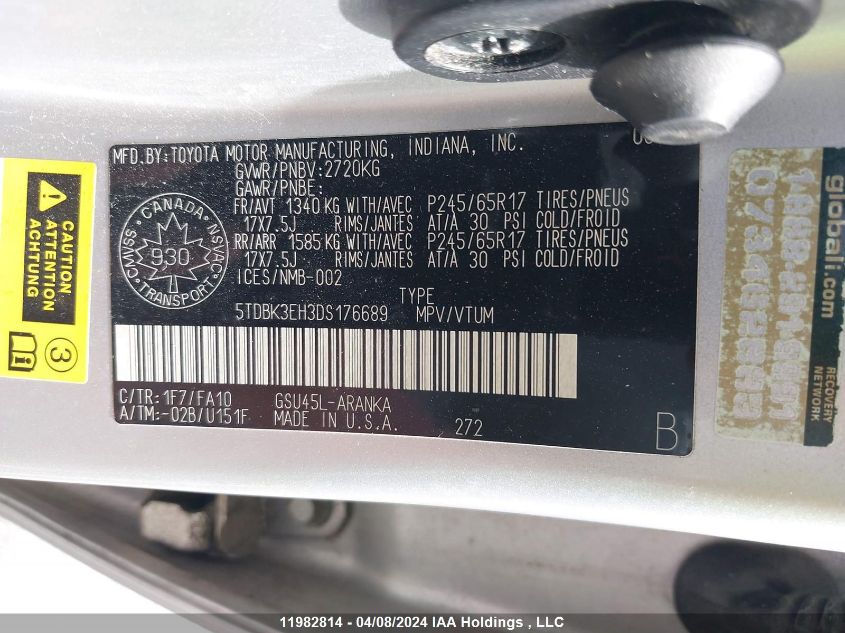 MFD.BY:TOYOTA MOTOR MANUFACTURING, INDIANA, INC.
GVWR/PNBV:2720KG
GAWR/PNBE:
FR/AVT 1340 KG WITH/AVEC P245/65R17 TIRES/PNEUS
17X7.5J RIMS/JANTES AT/A 30 PSI COLD/FROID
RR/ARR 1585 KG WITH/AVEC P245/65R17 TIRES/PNEUS
17X7.5J RIMS/JANTES AT/A 30 PSI COLD/FROID
ICES/NMB-002
TYPE
5TDBK3EH3DS176689 MPV/VTUM
C/TR:1F7/FA10 GSU45L-ARANKA
A/TM:-02B/U151F MADE IN U.S.A. 272
B
CANADA
CMVSS NSVAC
930
TRANSPORT
CAUTION
ATTENTION
ACHTUNG
3
globali.com
RECOVERY
NETWORK
11982814 - 04/08/2024 IAA Holdings , LLC